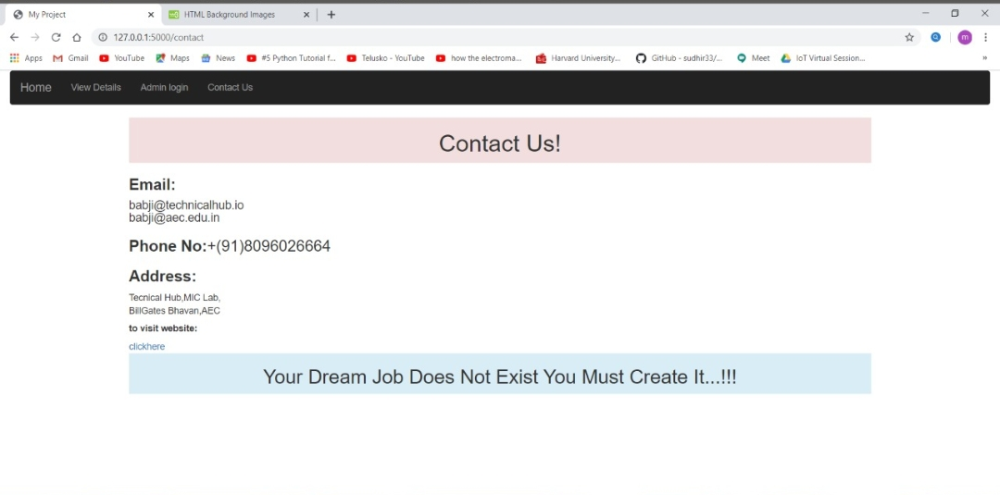 My Project
HTML Background Images
127.0.0.1:5000/contact
Apps Gmail YouTube Maps News #5 Python Tutorial f... Telusko - YouTube how the electroma... Harvard University... GitHub - sudhir33/... Meet IoT Virtual Session...
Home View Details Admin login Contact Us
Contact Us!
Email:
babji@technicalhub.io
babji@aec.edu.in
Phone No:+(91)8096026664
Address:
Tecnical Hub,MIC Lab,
BillGates Bhavan,AEC
to visit website:
clickhere
Your Dream Job Does Not Exist You Must Create It...!!!